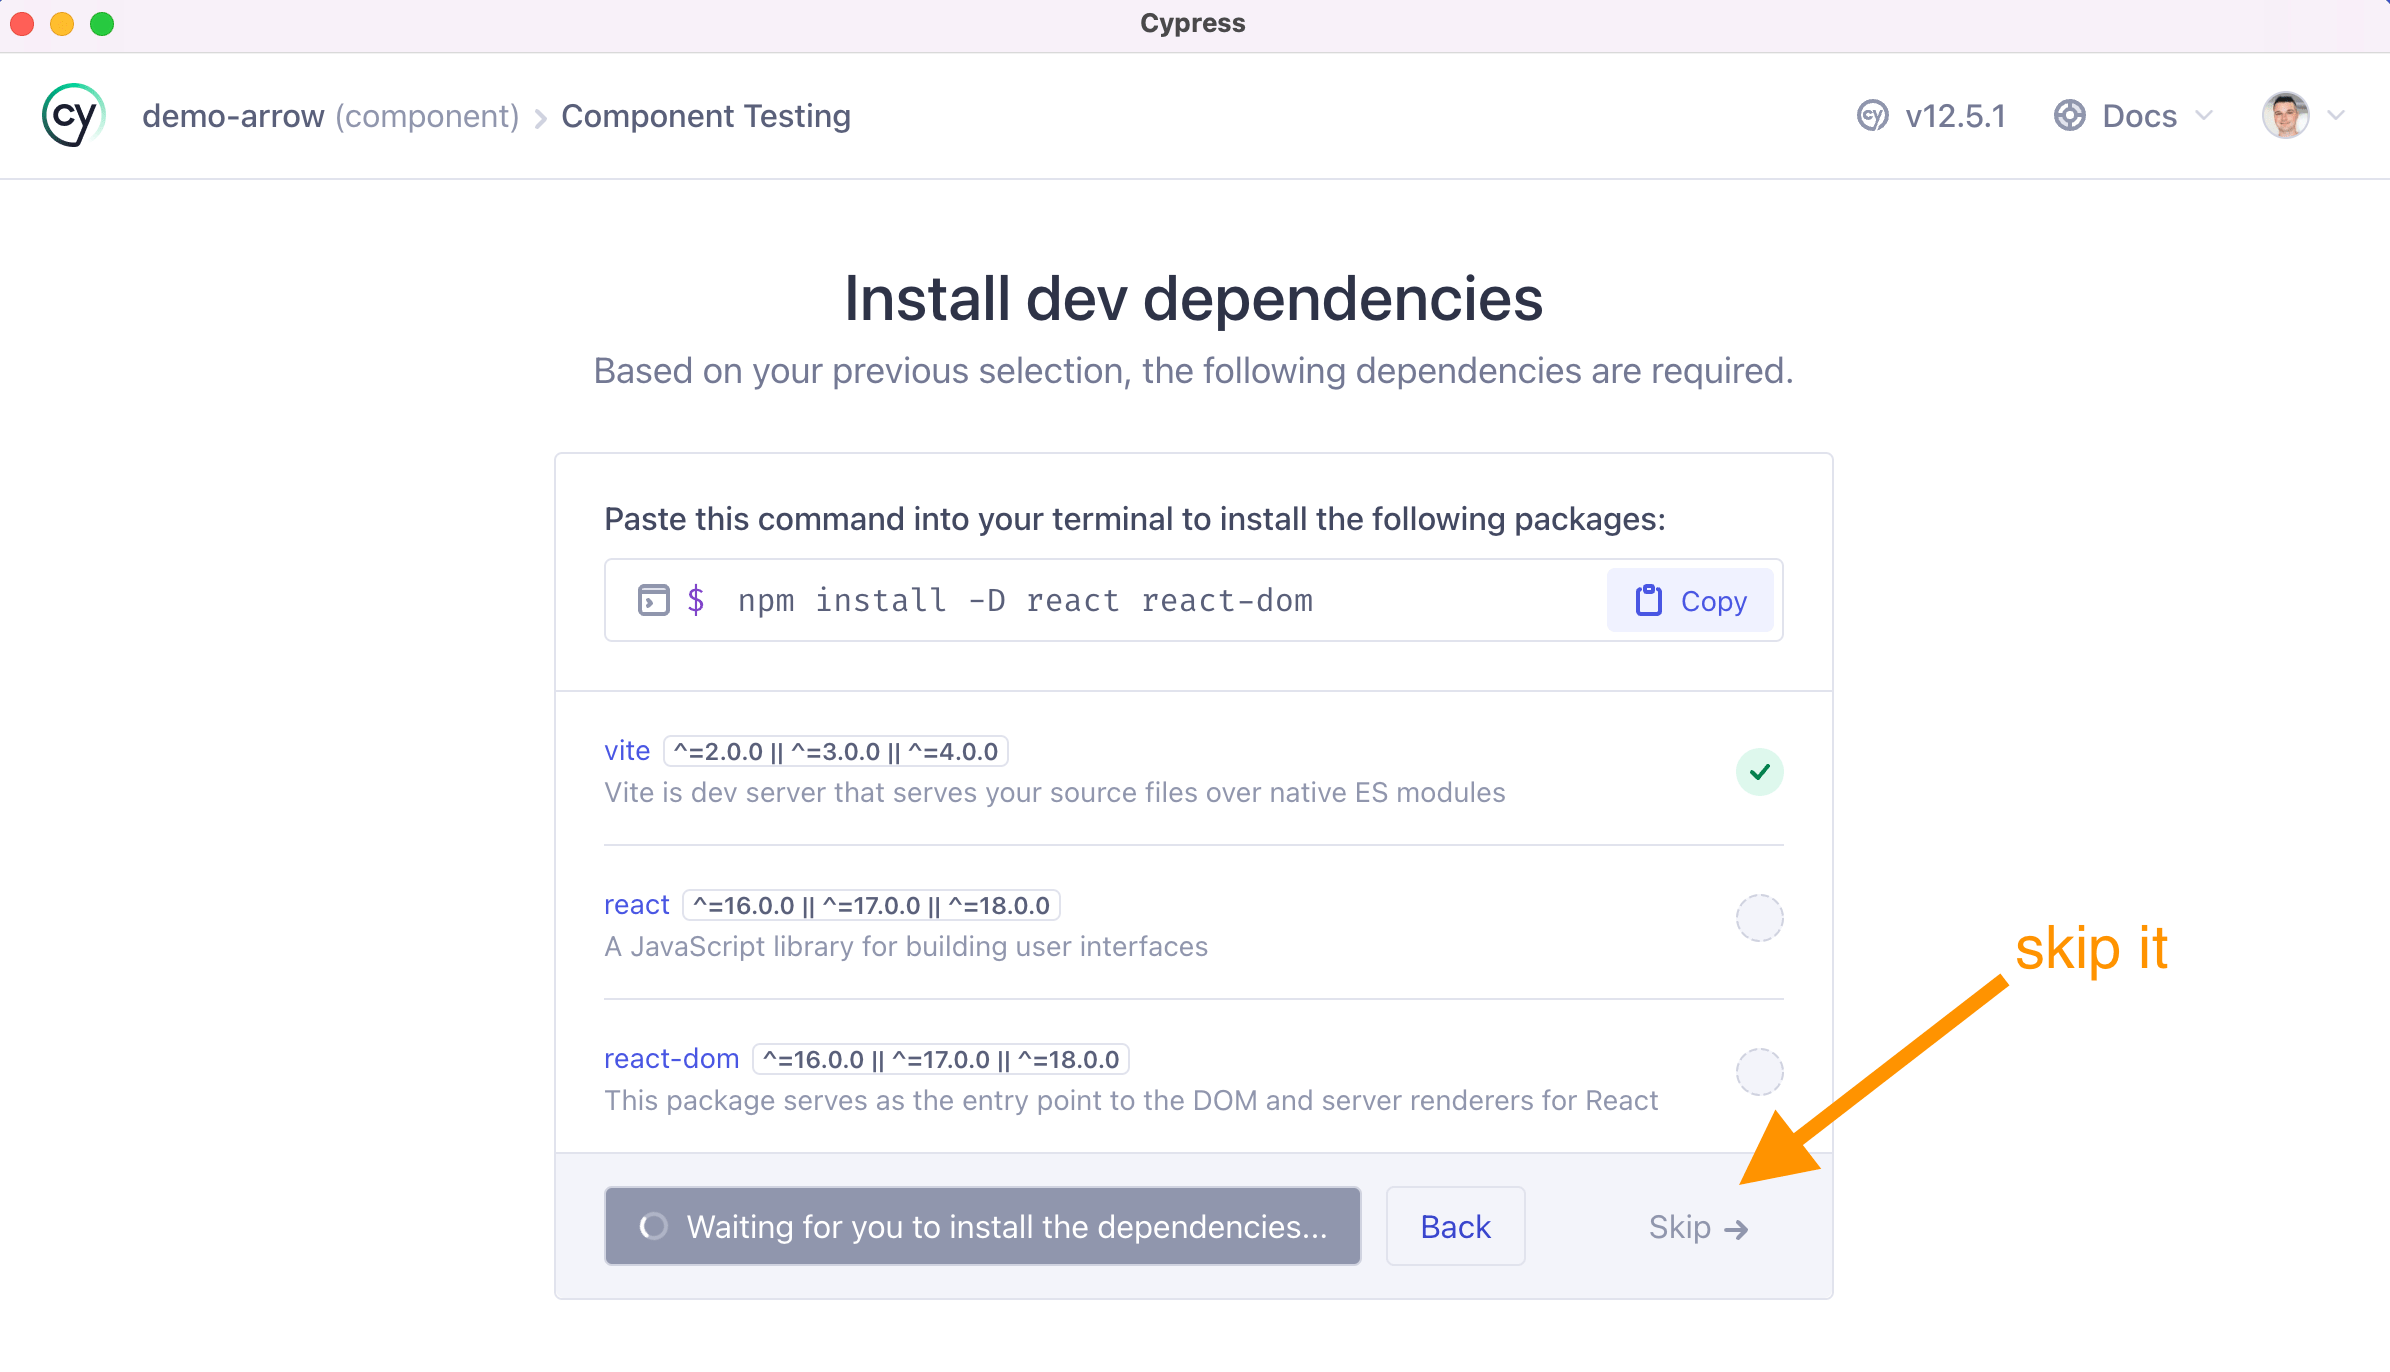 Cypress
cy demo-arrow (component) > Component Testing cy v12.5.1 Docs
Install dev dependencies
Based on your previous selection, the following dependencies are required.
Paste this command into your terminal to install the following packages:
$ npm install -D react react-dom Copy
vite ^=2.0.0 || ^=3.0.0 || ^=4.0.0
Vite is dev server that serves your source files over native ES modules
react ^=16.0.0 || ^=17.0.0 || ^=18.0.0
A JavaScript library for building user interfaces
skip it
react-dom ^=16.0.0 || ^=17.0.0 || ^=18.0.0
This package serves as the entry point to the DOM and server renderers for React
Waiting for you to install the dependencies... Back Skip →